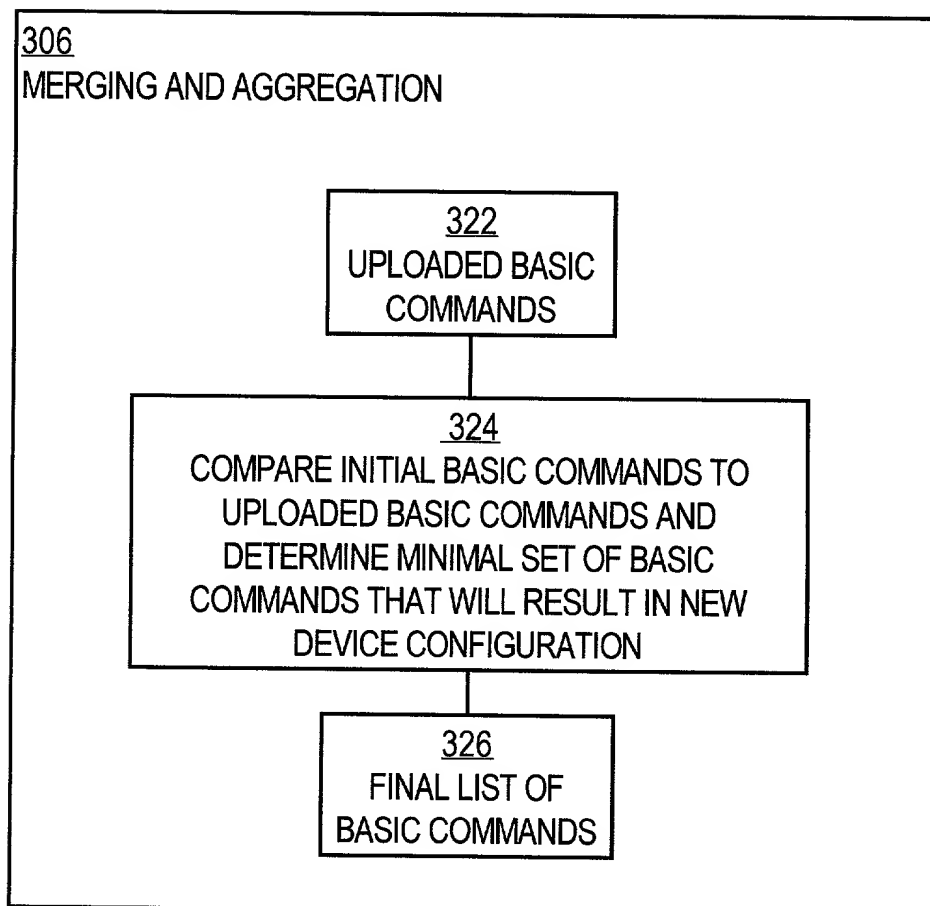 306
MERGING AND AGGREGATION
322
UPLOADED BASIC
COMMANDS
324
COMPARE INITIAL BASIC COMMANDS TO
UPLOADED BASIC COMMANDS AND
DETERMINE MINIMAL SET OF BASIC
COMMANDS THAT WILL RESULT IN NEW
DEVICE CONFIGURATION
326
FINAL LIST OF
BASIC COMMANDS